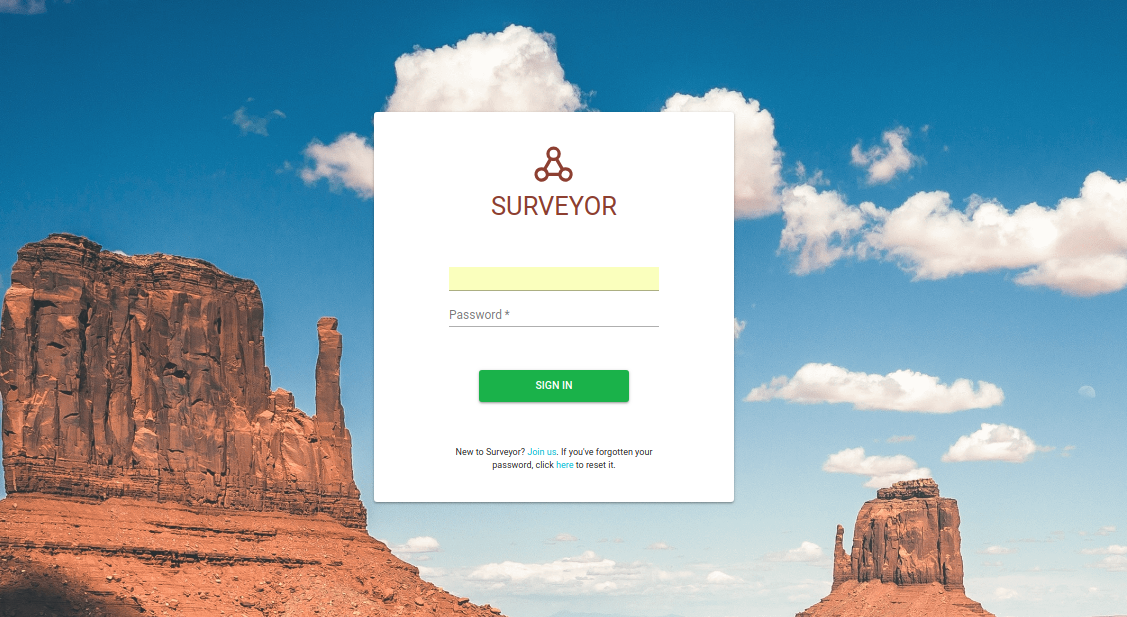 SURVEYOR
Password *
SIGN IN
New to Surveyor? Join us. If you've forgotten your
password, click here to reset it.